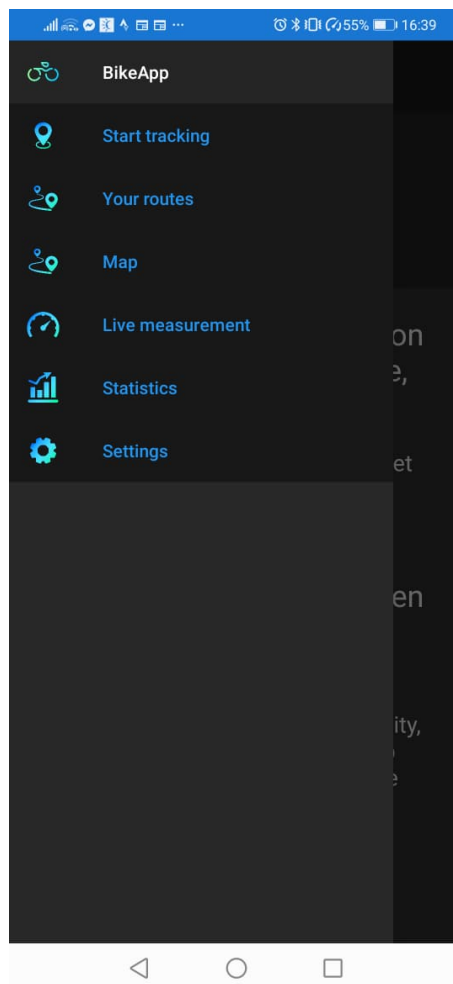 55% 16:39
BikeApp
Start tracking
Your routes
Map
Live measurement
Statistics
Settings
on
e,
et
en
ity,
e